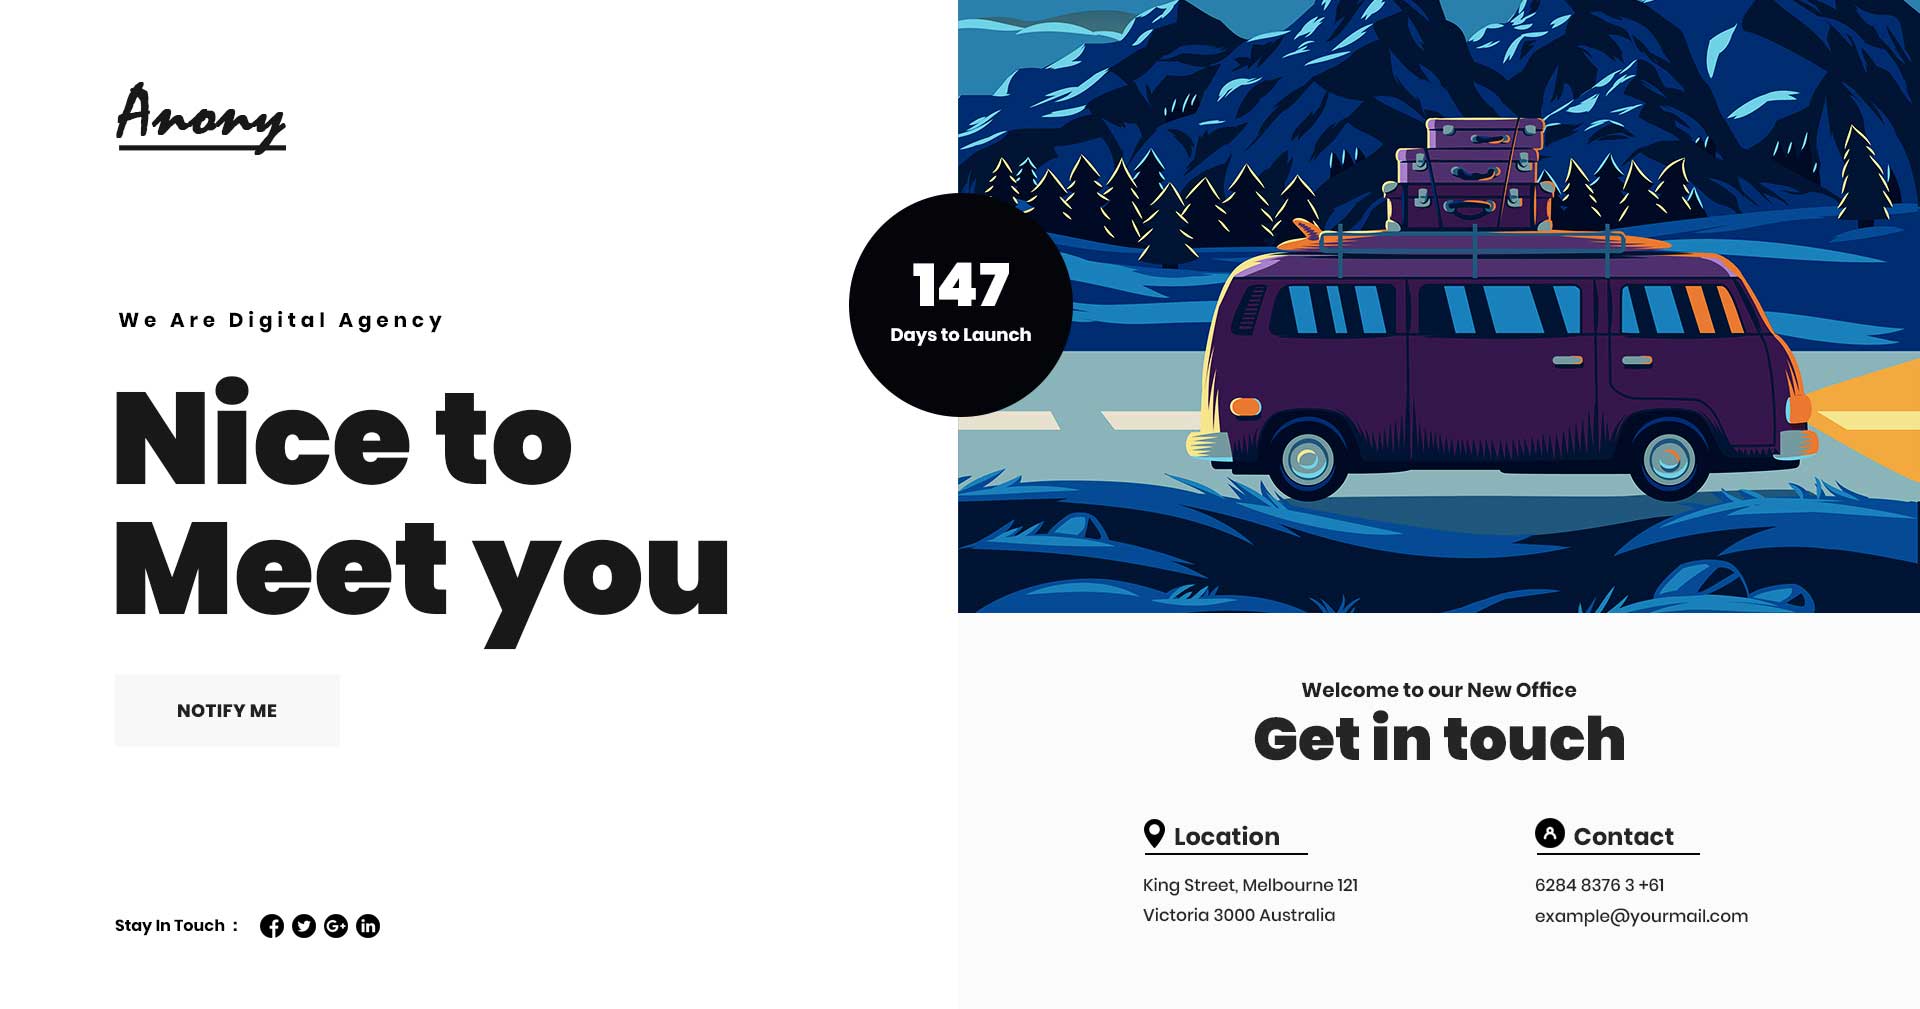 Anony
We Are Digital Agency
Nice to
Meet you
NOTIFY ME
Stay In Touch :
147
Days to Launch
Welcome to our New Office
Get in touch
Location
King Street, Melbourne 121
Victoria 3000 Australia
Contact
6284 8376 3 +61
example@yourmail.com